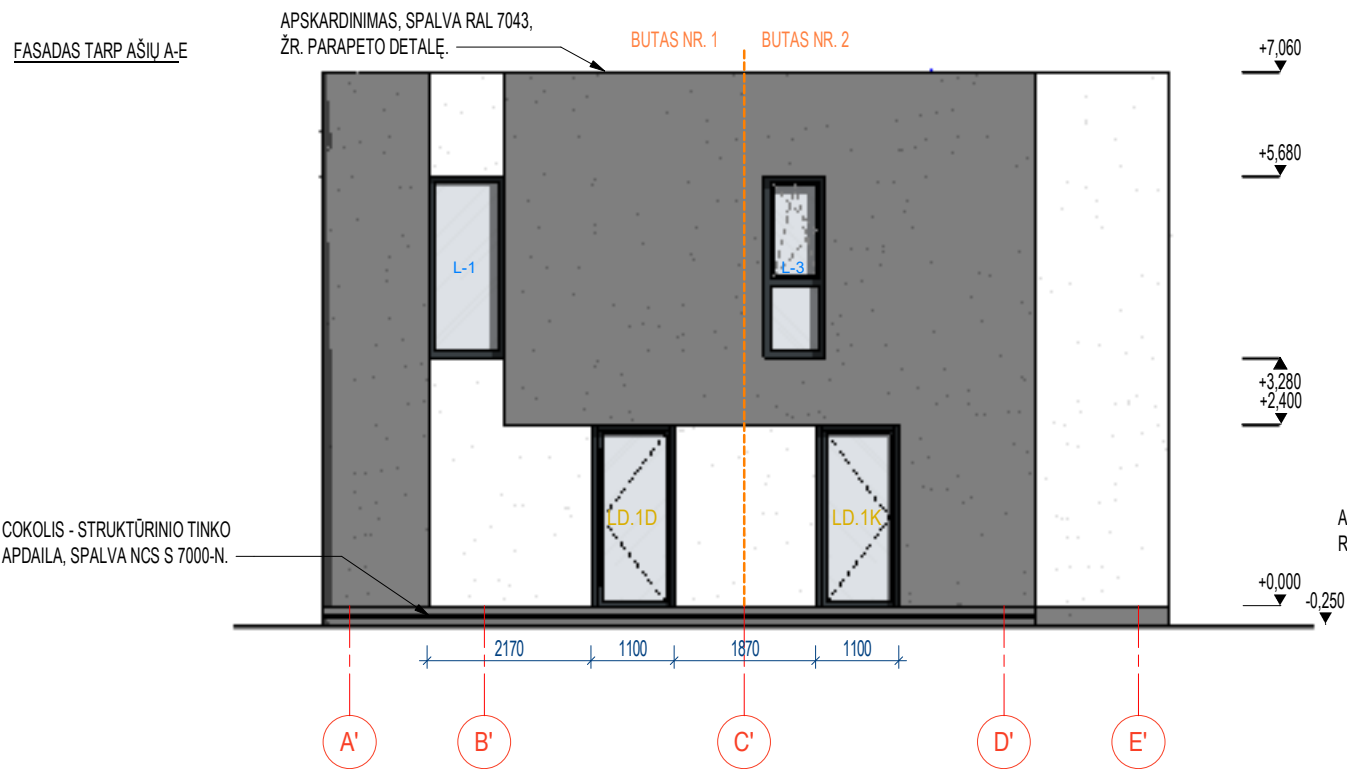 FASADAS TARP AŠIŲ A-E
APSKARDINIMAS, SPALVA RAL 7043,
ŽR. PARAPETO DETALĘ.
BUTAS NR. 1
BUTAS NR. 2
+7,060
+5,680
L-1
L-3
+3,280
+2,400
LD.1D
LD.1K
COKOLIS - STRUKTŪRINIO TINKO
APDAILA, SPALVA NCS S 7000-N.
A
R
+0,000
-0,250
2170
1100
1870
1100
A'
B'
C'
D'
E'